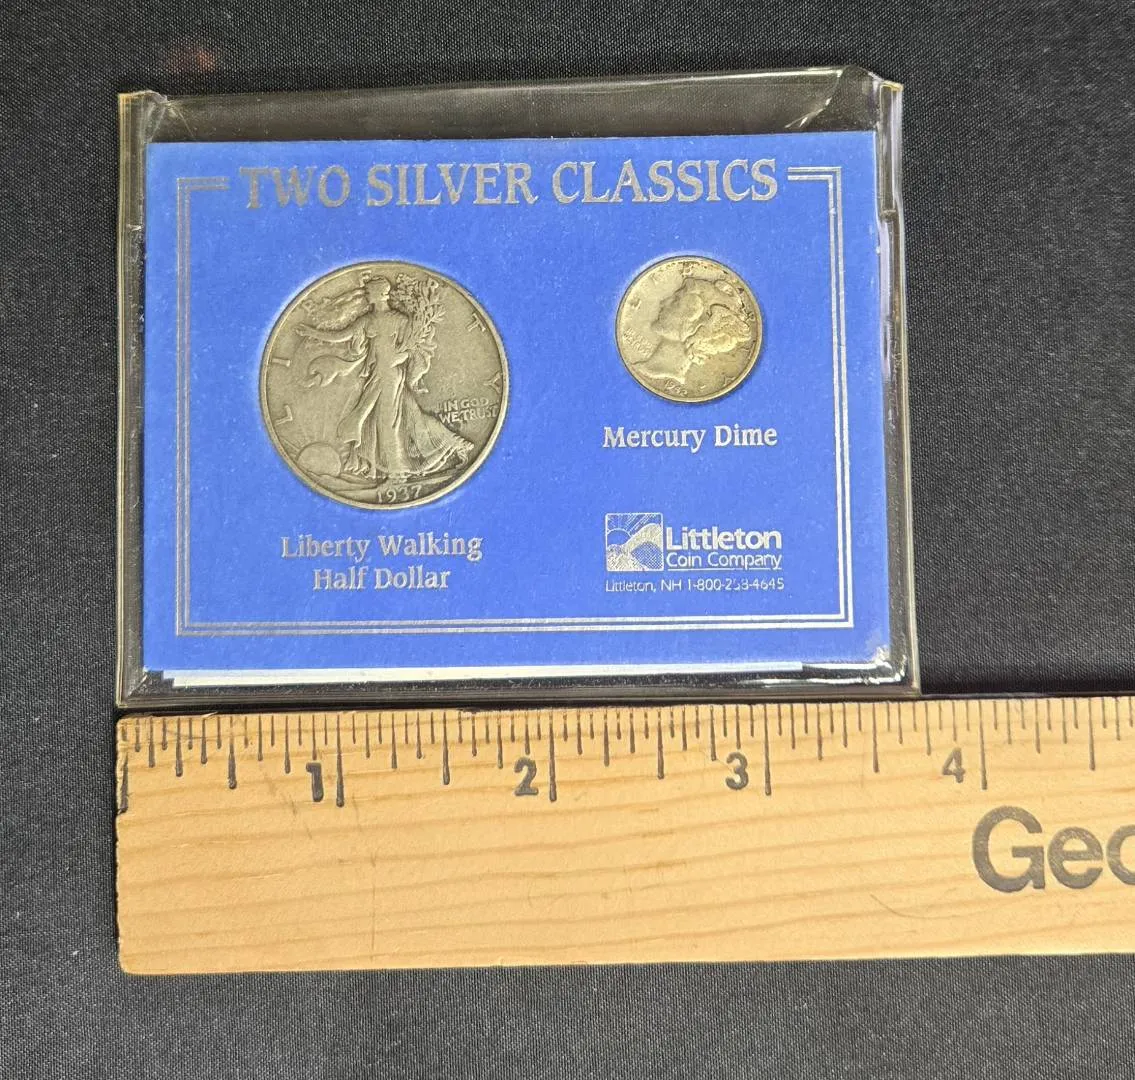 TWO SILVER CLASSICS
LIBERTY
IN GOD
WE TRUST
1937
Liberty Walking
Half Dollar
Mercury Dime
Littleton
Coin Company
Littleton, NH 1-800-258-4645
1 2 3 4
Geo